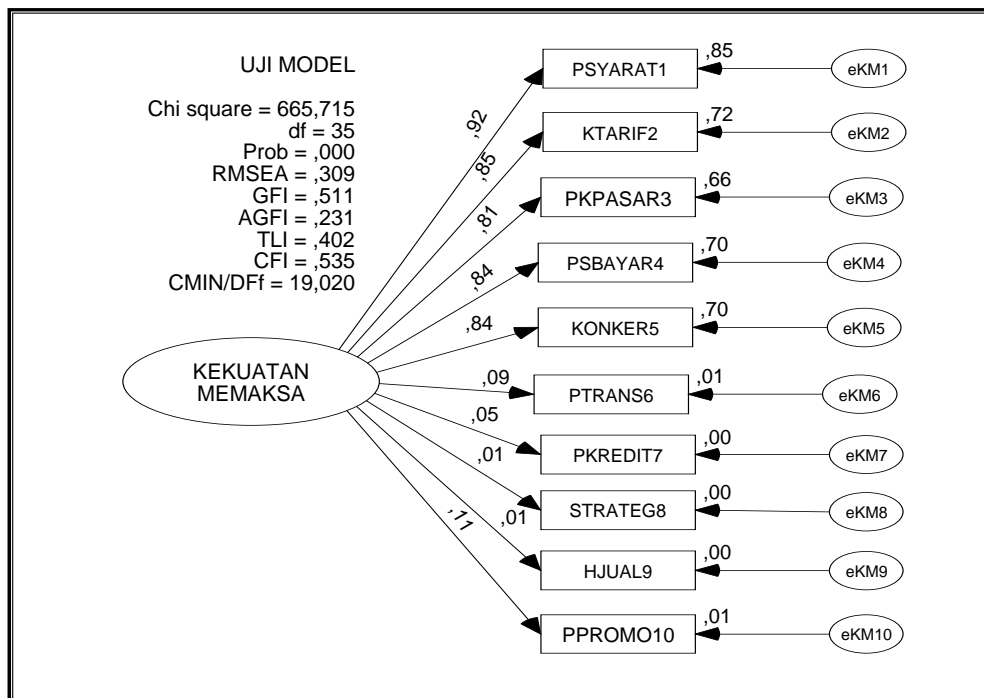 UJI MODEL
Chi square = 665,715
df = 35
Prob = ,000
RMSEA = ,309
GFI = ,511
AGFI = ,231
TLI = ,402
CFI = ,535
CMIN/DFf = 19,020
KEKUATAN
MEMAKSA
,92
PSYARAT1
,85
eKM1
,85
KTARIF2
,72
eKM2
,81
PKPASAR3
,66
eKM3
,84
PSBAYAR4
,70
eKM4
,84
KONKER5
,70
eKM5
,09
PTRANS6
,01
eKM6
,05
PKREDIT7
,00
eKM7
,01
STRATEG8
,00
eKM8
,01
HJUAL9
,00
eKM9
,11
PPROMO10
,01
eKM10